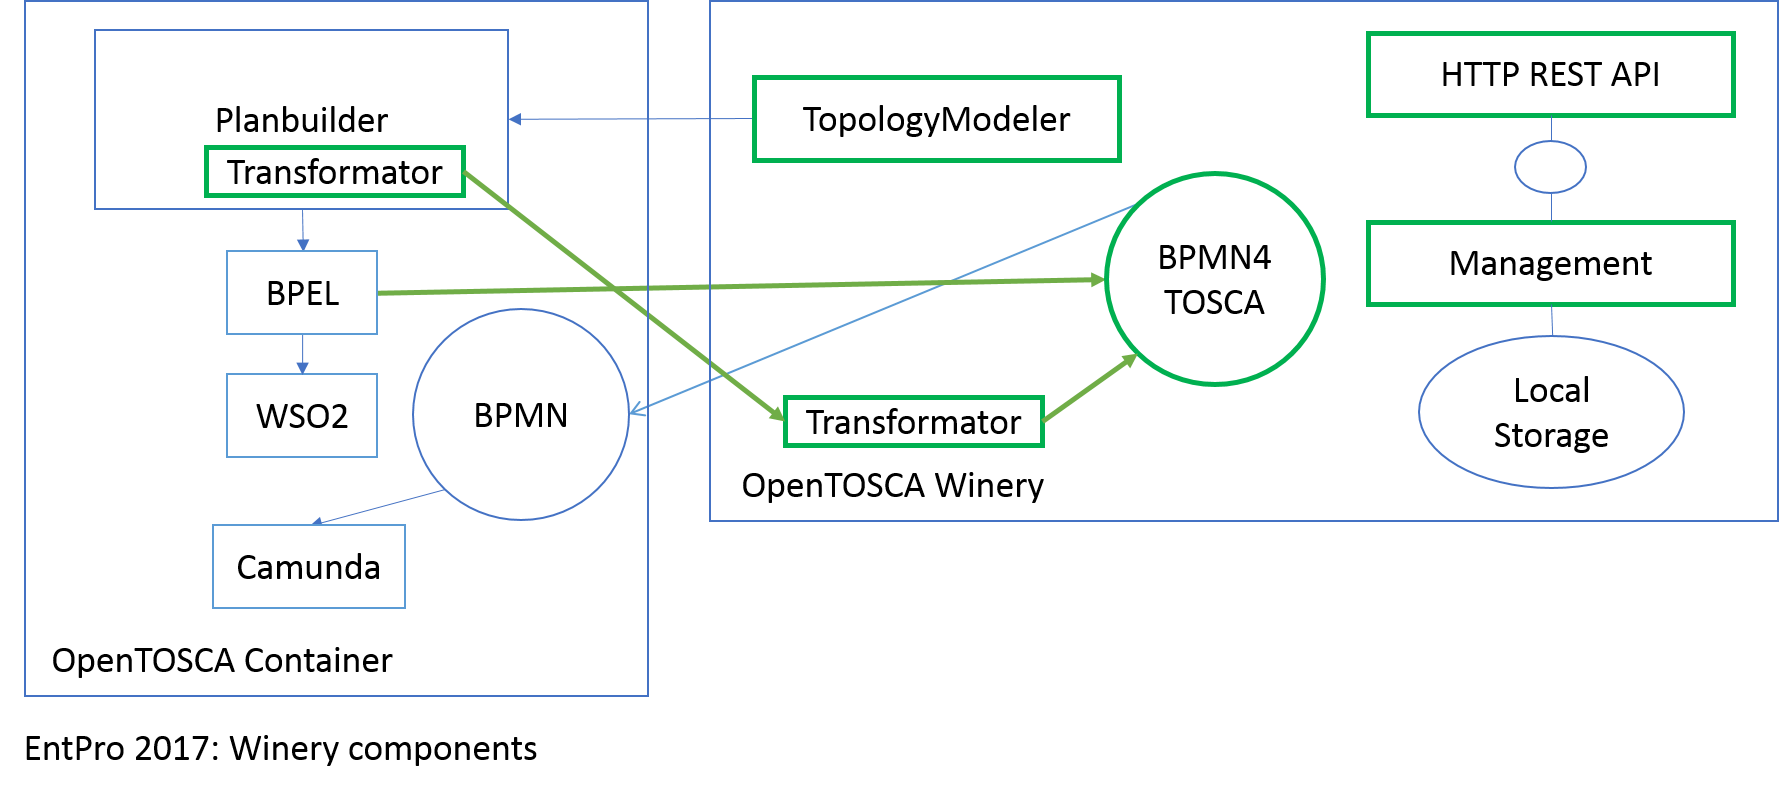 Planbuilder
Transformator
BPEL
WSO2
BPMN
Camunda
OpenTOSCA Container
TopologyModeler
BPMN4
TOSCA
Transformator
OpenTOSCA Winery
HTTP REST API
Management
Local
Storage
EntPro 2017: Winery components